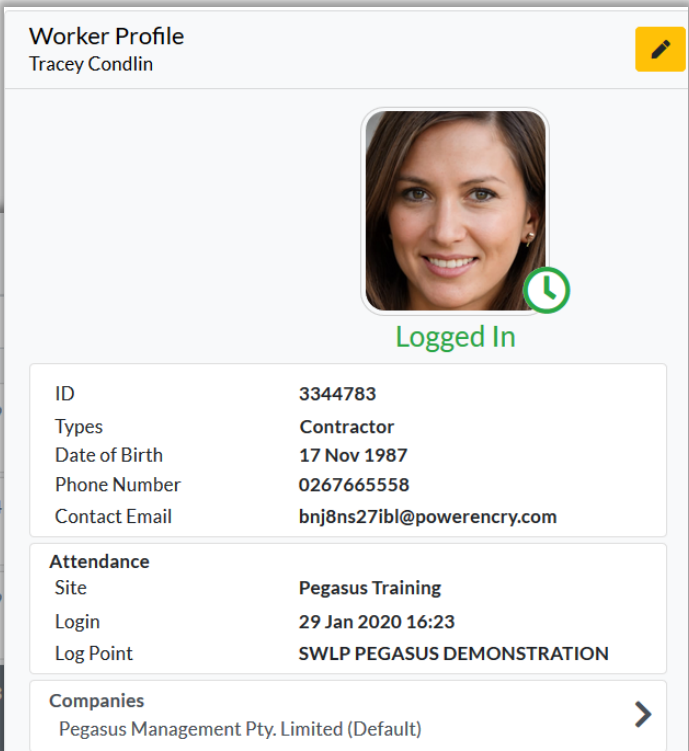 Worker Profile
Tracey Condlin
Logged In
ID 3344783
Types Contractor
Date of Birth 17 Nov 1987
Phone Number 0267665558
Contact Email bnj8ns27ibl@powerencry.com
Attendance
Site Pegasus Training
Login 29 Jan 2020 16:23
Log Point SWLP PEGASUS DEMONSTRATION
Companies
Pegasus Management Pty. Limited (Default)